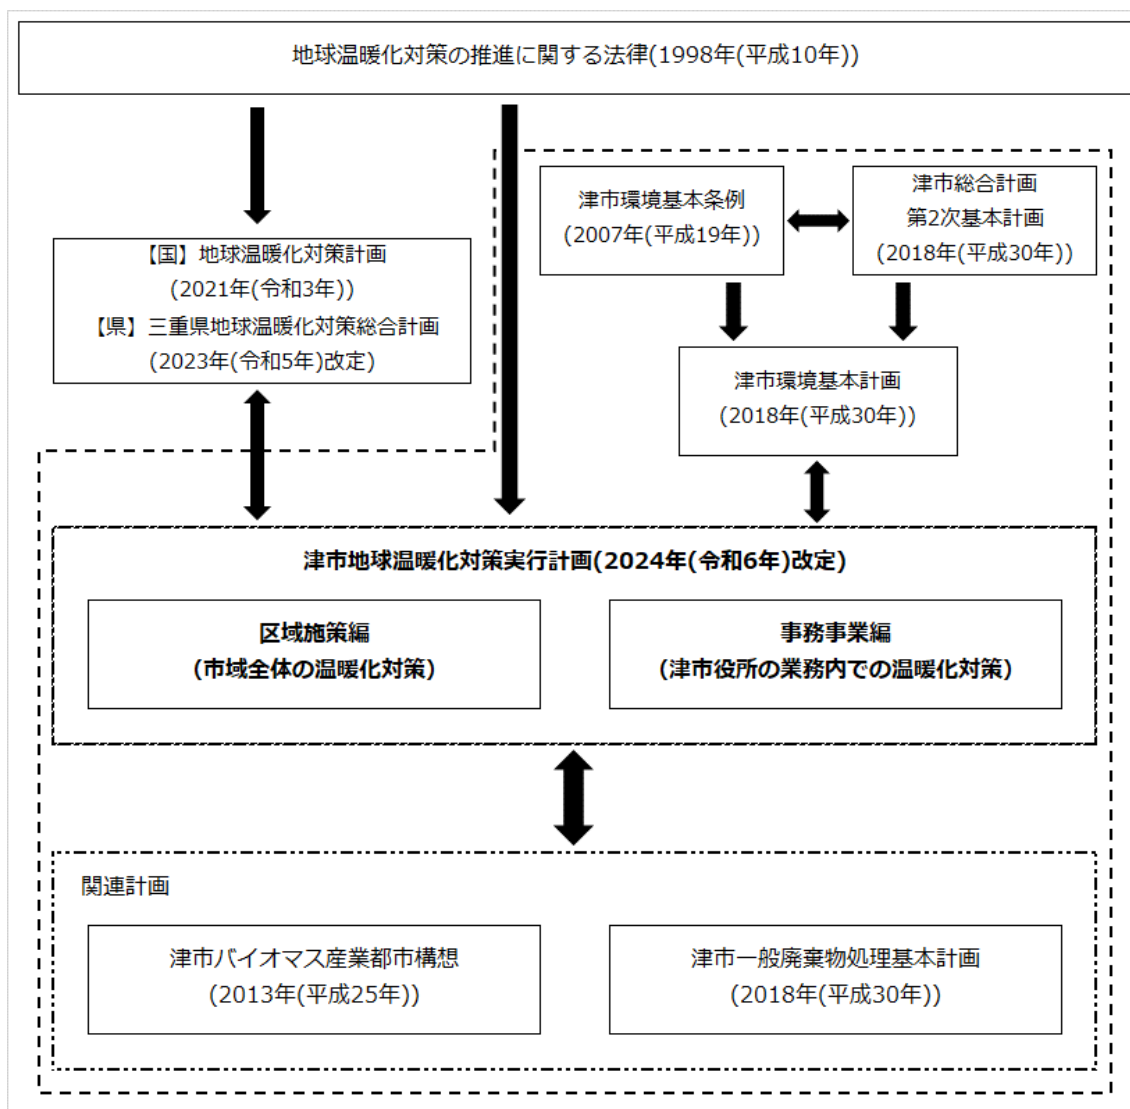 地球温暖化対策の推進に関する法律(1998年(平成10年))
津市環境基本条例
(2007年(平成19年))
津市総合計画
第2次基本計画
(2018年(平成30年))
【国】地球温暖化対策計画
(2021年(令和3年))
【県】三重県地球温暖化対策総合計画
(2023年(令和5年)改定)
津市環境基本計画
(2018年(平成30年))
津市地球温暖化対策実行計画(2024年(令和6年)改定)
区域施策編
(市域全体の温暖化対策)
事務事業編
(津市役所の業務内での温暖化対策)
関連計画
津市バイオマス産業都市構想
(2013年(平成25年))
津市一般廃棄物処理基本計画
(2018年(平成30年))